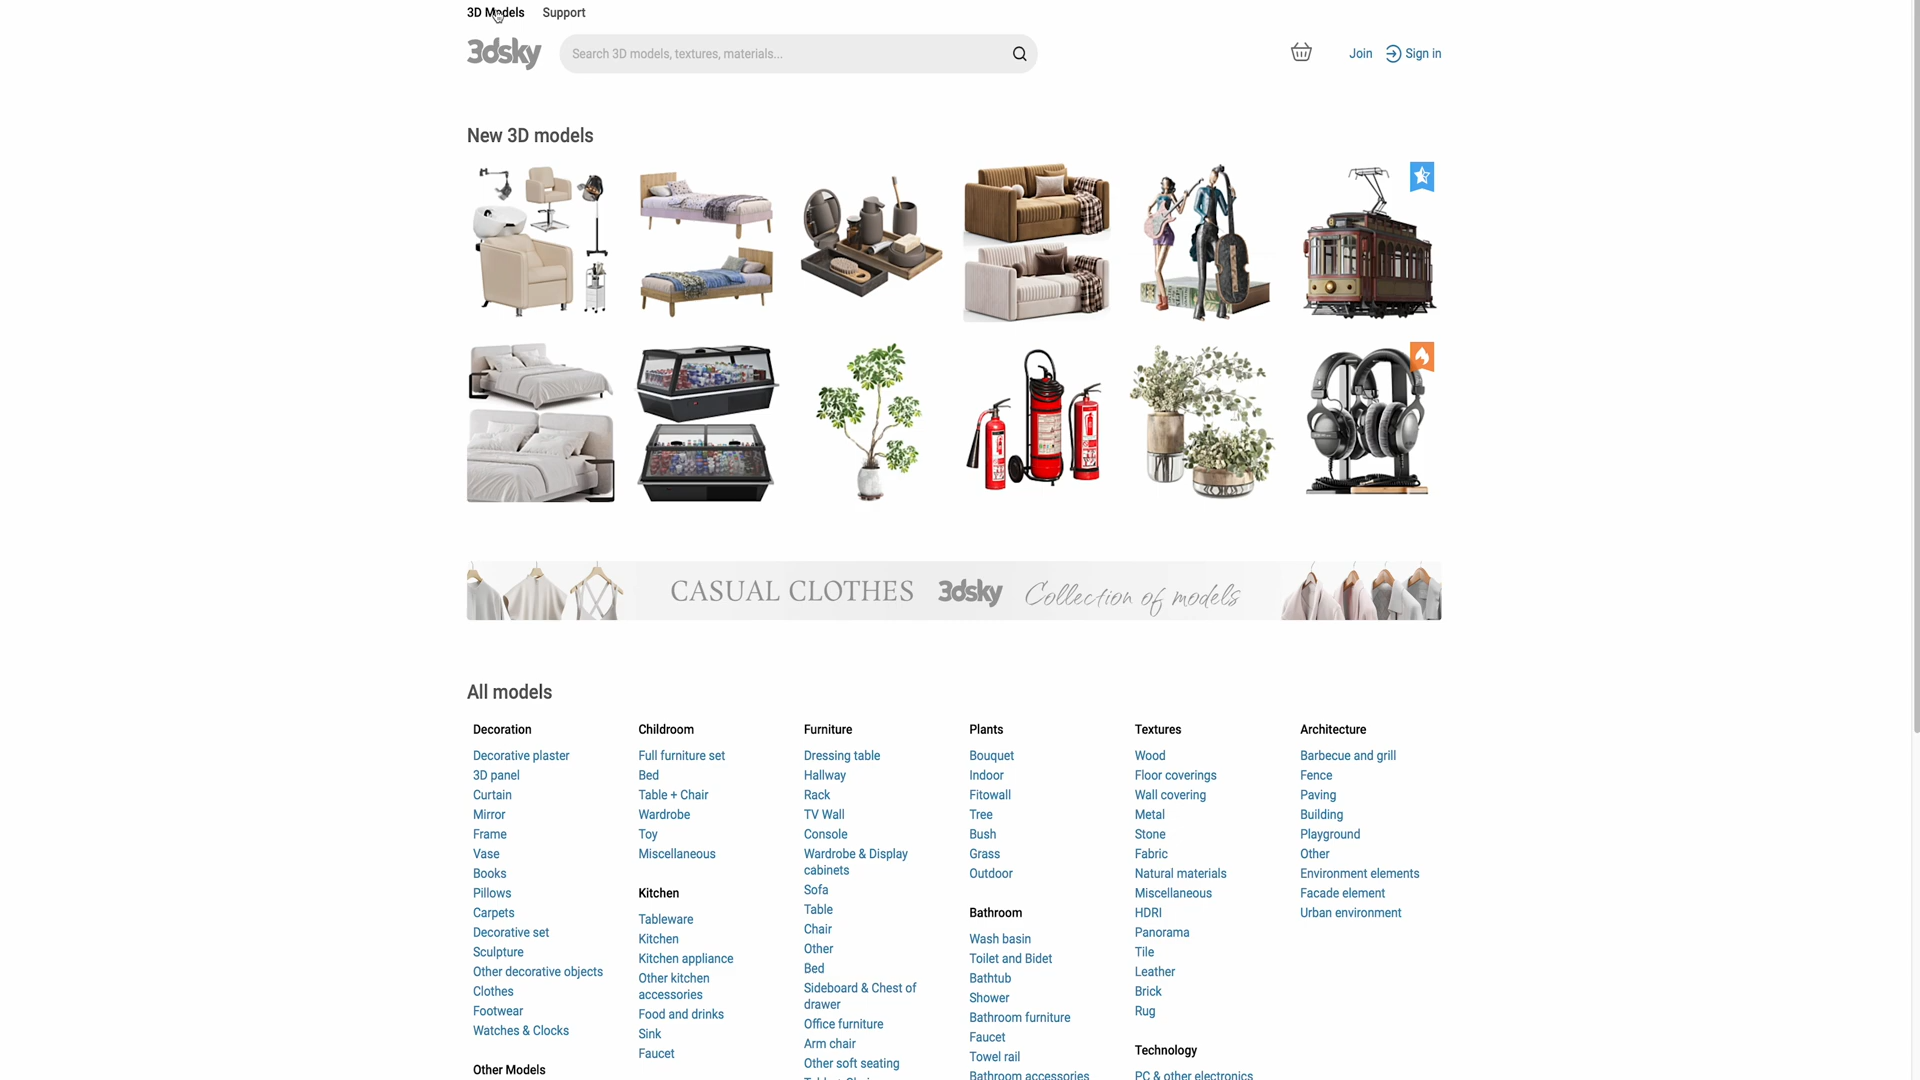 3D Models Support
3dsky Search 3D models, textures, materials... Join Sign in
New 3D models
CASUAL CLOTHES 3dsky Collection of models
All models
Decoration
Decorative plaster
3D panel
Curtain
Mirror
Frame
Vase
Books
Pillows
Carpets
Decorative set
Sculpture
Other decorative objects
Clothes
Footwear
Watches & Clocks
Other Models
Childroom
Full furniture set
Bed
Table + Chair
Wardrobe
Toy
Miscellaneous
Kitchen
Tableware
Kitchen
Kitchen appliance
Other kitchen
accessories
Food and drinks
Sink
Faucet
Furniture
Dressing table
Hallway
Rack
TV Wall
Console
Wardrobe & Display
cabinets
Sofa
Table
Chair
Other
Bed
Sideboard & Chest of
drawer
Office furniture
Arm chair
Other soft seating
Plants
Bouquet
Indoor
Fitowall
Tree
Bush
Grass
Outdoor
Bathroom
Wash basin
Toilet and Bidet
Bathtub
Shower
Bathroom furniture
Faucet
Towel rail
Bathroom accessories
Textures
Wood
Floor coverings
Wall covering
Metal
Stone
Fabric
Natural materials
Miscellaneous
HDRI
Panorama
Tile
Leather
Brick
Rug
Technology
PC & other electronics
Architecture
Barbecue and grill
Fence
Paving
Building
Playground
Other
Environment elements
Facade element
Urban environment